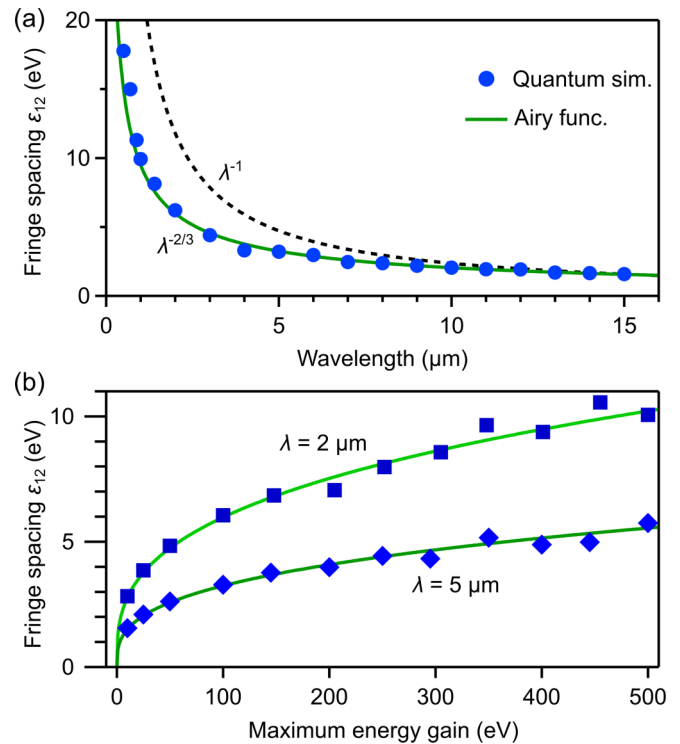 (a)
20
10
0
Fringe spacing ε₁₂ (eV)
Quantum sim.
Airy func.
λ⁻¹
λ⁻²ᐟ³
0 5 10 15
Wavelength (μm)
(b)
10
5
0
Fringe spacing ε₁₂ (eV)
λ = 2 μm
λ = 5 μm
0 100 200 300 400 500
Maximum energy gain (eV)